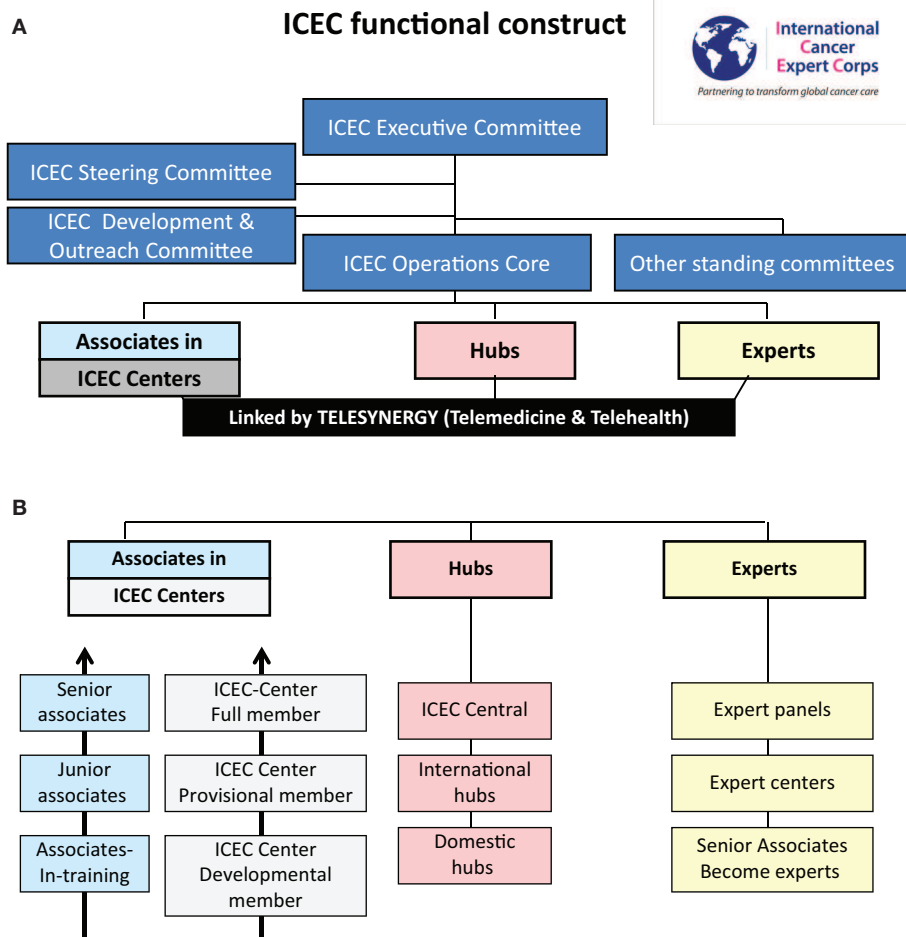 A
ICEC functional construct
International
Cancer
Expert Corps
Partnering to transform global cancer care
ICEC Executive Committee
ICEC Steering Committee
ICEC Development &
Outreach Committee
ICEC Operations Core
Other standing committees
Associates in
ICEC Centers
Hubs
Experts
Linked by TELESYNERGY (Telemedicine & Telehealth)
B
Associates in
ICEC Centers
Hubs
Experts
Senior
associates
Junior
associates
Associates-
In-training
ICEC-Center
Full member
ICEC Center
Provisional member
ICEC Center
Developmental
member
ICEC Central
International
hubs
Domestic
hubs
Expert panels
Expert centers
Senior Associates
Become experts